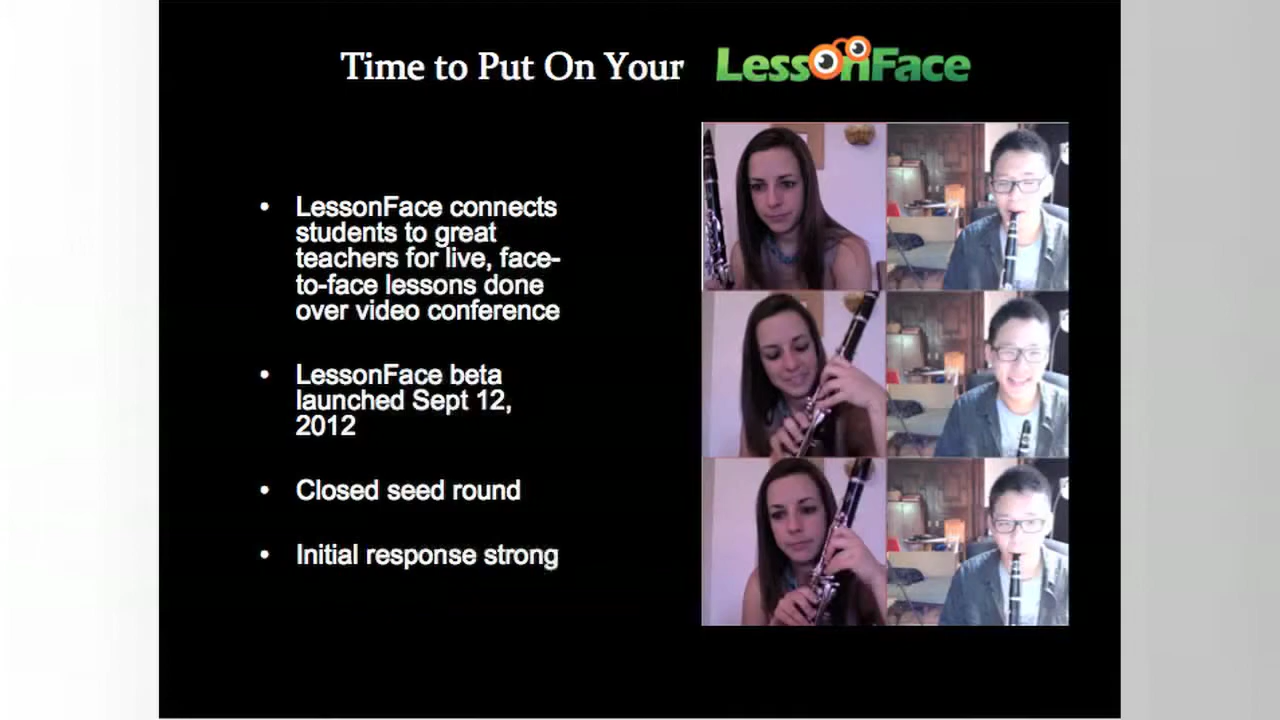 Time to Put On Your LessonFace
• LessonFace connects
students to great
teachers for live, face-
to-face lessons done
over video conference
• LessonFace beta
launched Sept 12,
2012
• Closed seed round
• Initial response strong